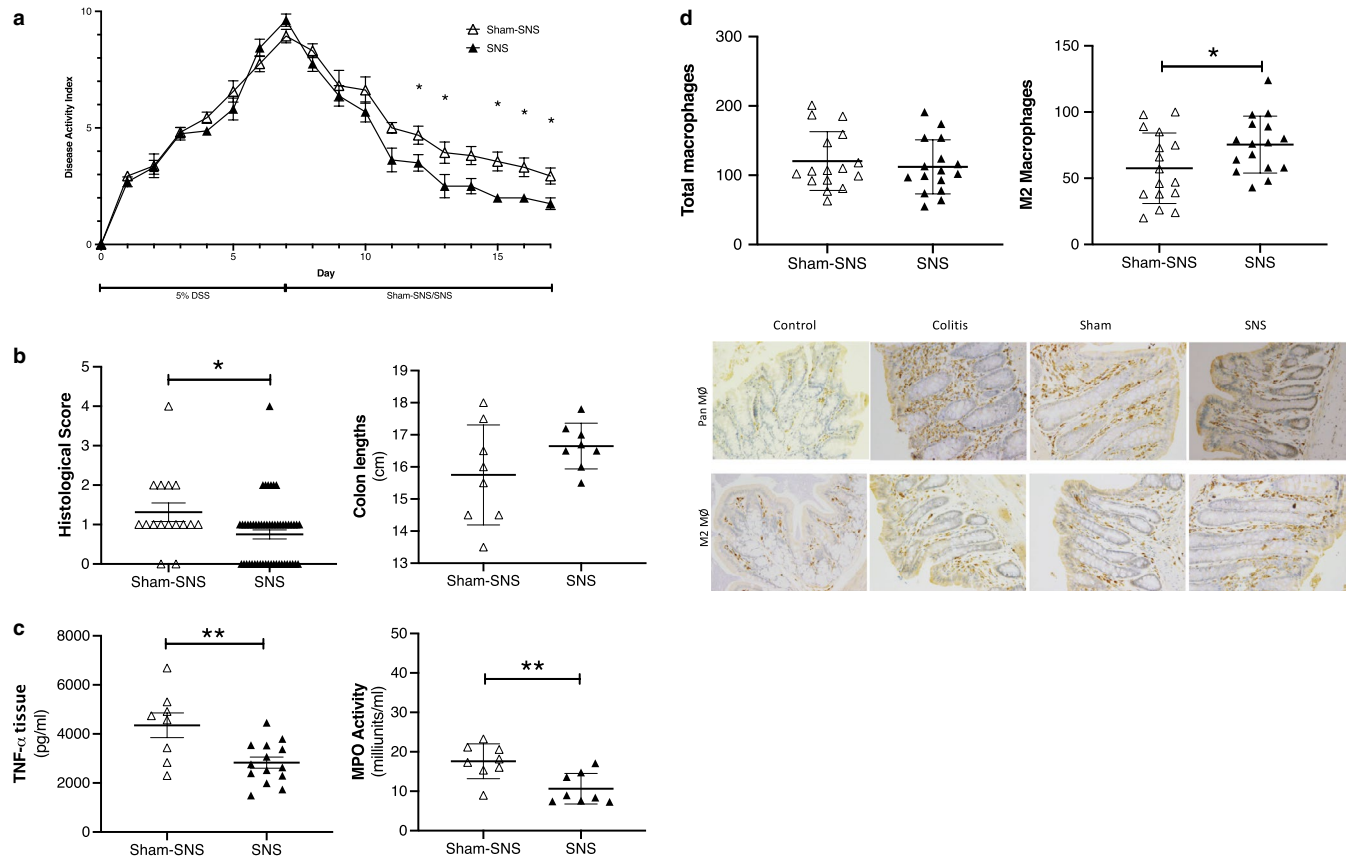 a
10
5
0
Disease Activity Index
Sham-SNS
SNS
*
*
*
*
*
0
5
10
15
Day
5% DSS
Sham-SNS/SNS
b
5
4
3
2
1
0
Histological Score
*
Sham-SNS
SNS
19
18
17
16
15
14
13
Colon lengths
(cm)
Sham-SNS
SNS
c
8000
6000
4000
2000
0
TNF-α tissue
(pg/ml)
**
Sham-SNS
SNS
50
40
30
20
10
0
MPO Activity
(milliunits/ml)
**
Sham-SNS
SNS
d
300
200
100
0
Total macrophages
Sham-SNS
SNS
150
100
50
0
M2 Macrophages
*
Sham-SNS
SNS
Control
Colitis
Sham
SNS
Pan MØ
M2 MØ